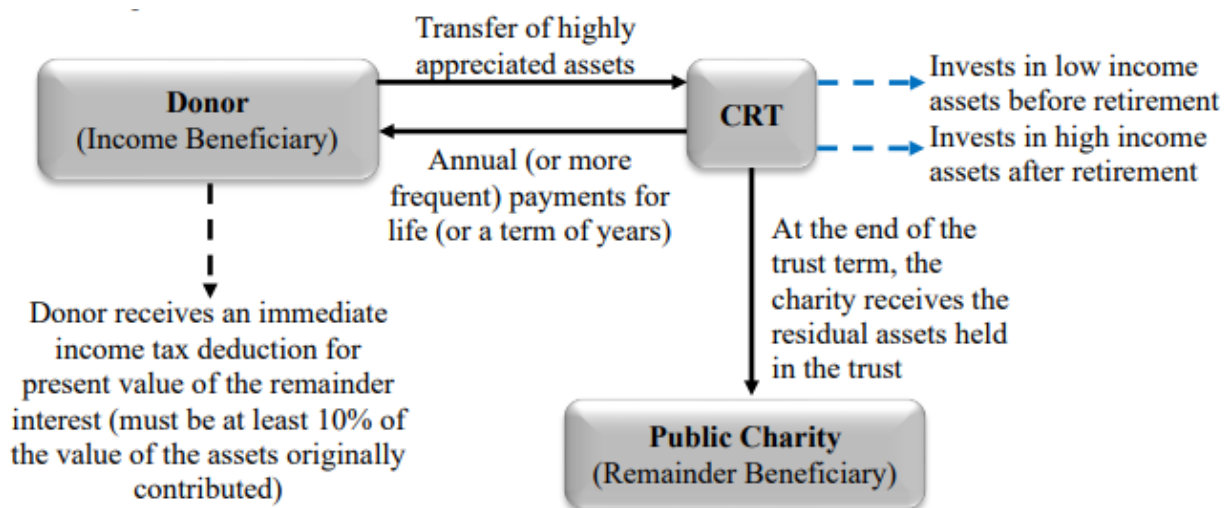 Transfer of highly
appreciated assets
Donor
(Income Beneficiary)
CRT
Invests in low income
assets before retirement
Invests in high income
assets after retirement
Annual (or more
frequent) payments for
life (or a term of years)
At the end of the
trust term, the
charity receives the
residual assets held
in the trust
Donor receives an immediate
income tax deduction for
present value of the remainder
interest (must be at least 10% of
the value of the assets originally
contributed)
Public Charity
(Remainder Beneficiary)